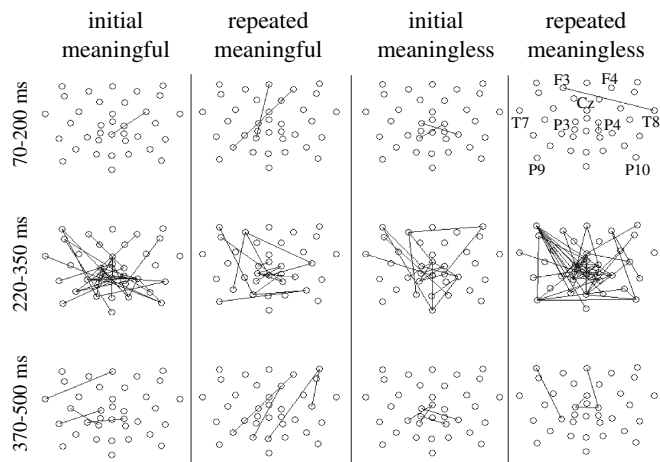 initial meaningful
repeated meaningful
initial meaningless
repeated meaningless
70-200 ms
F3 F4
Cz
T7 P3 P4 T8
P9 P10
220-350 ms
370-500 ms